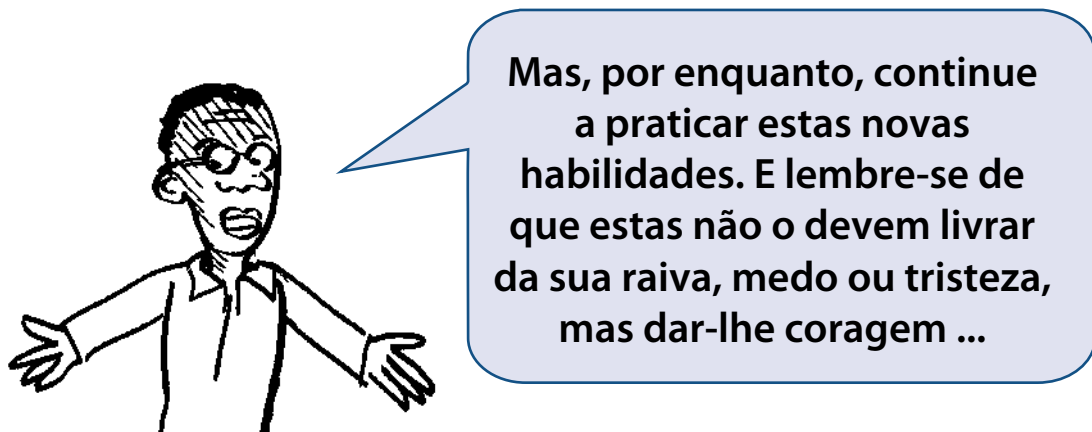 Mas, por enquanto, continue
a praticar estas novas
habilidades. E lembre-se de
que estas não o devem livrar
da sua raiva, medo ou tristeza,
mas dar-lhe coragem ...